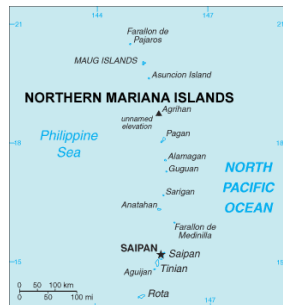 144
147
21
Farallon de
Pajaros
MAUG ISLANDS
Asuncion Island
NORTHERN MARIANA ISLANDS
Agrihan
unnamed
elevation
Philippine
Sea
Pagan
18
18
Alamagan
Guguan
NORTH
PACIFIC
OCEAN
Sarigan
Anatahan
Farallon de
Medinilla
SAIPAN
Saipan
15
15
Tinian
Aguijan
0 50 100 km
0 50 100 mi
Rota
147